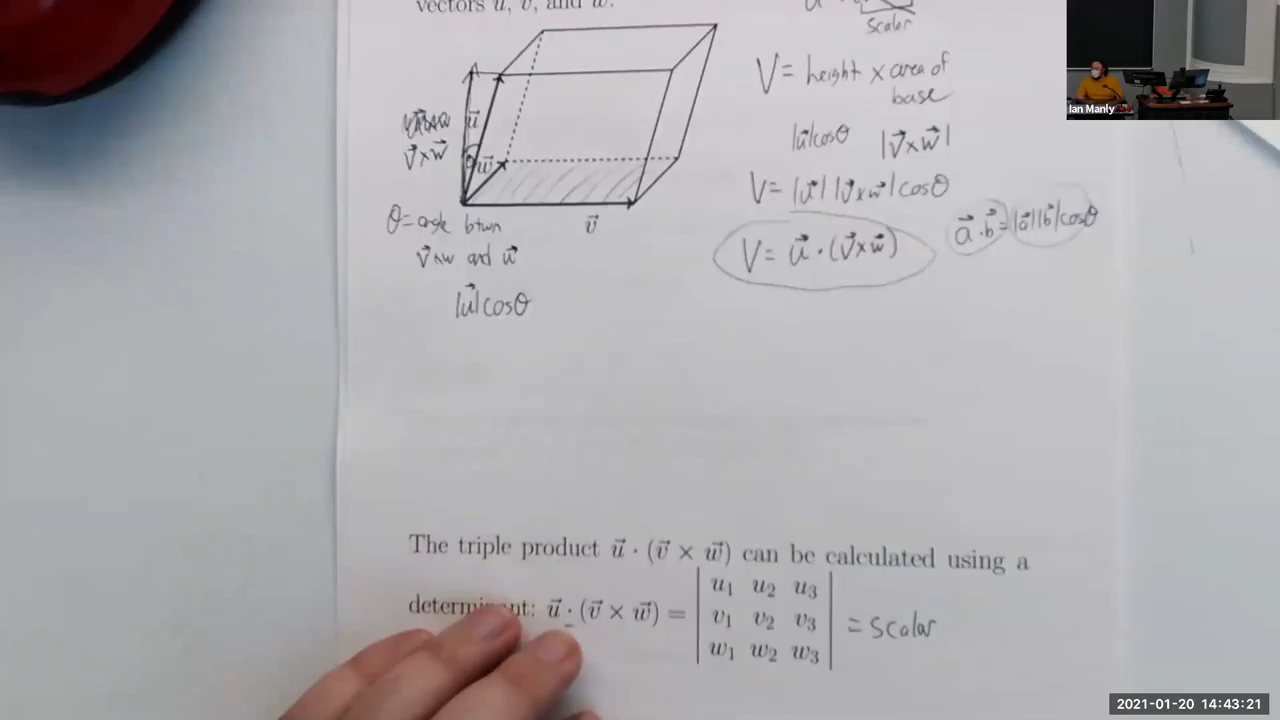 vectors u⃗, v⃗, and w⃗.
scalar
V = height × area of
base
|u⃗|cosθ |v⃗×w⃗|
V = |u⃗| |v⃗×w⃗| cosθ
V = u⃗ · (v⃗×w⃗)
a⃗·b⃗ = |a⃗||b⃗|cosθ
u⃗
v⃗×w⃗
θ
w⃗
v⃗
θ = angle btwn
v⃗×w and u⃗
|u⃗|cosθ
The triple product u⃗ · (v⃗ × w⃗) can be calculated using a
determinant: u⃗ · (v⃗ × w⃗) = | u₁ u₂ u₃ |
| v₁ v₂ v₃ | = scalar
| w₁ w₂ w₃ |
Ian Manly
2021-01-20 14:43:21